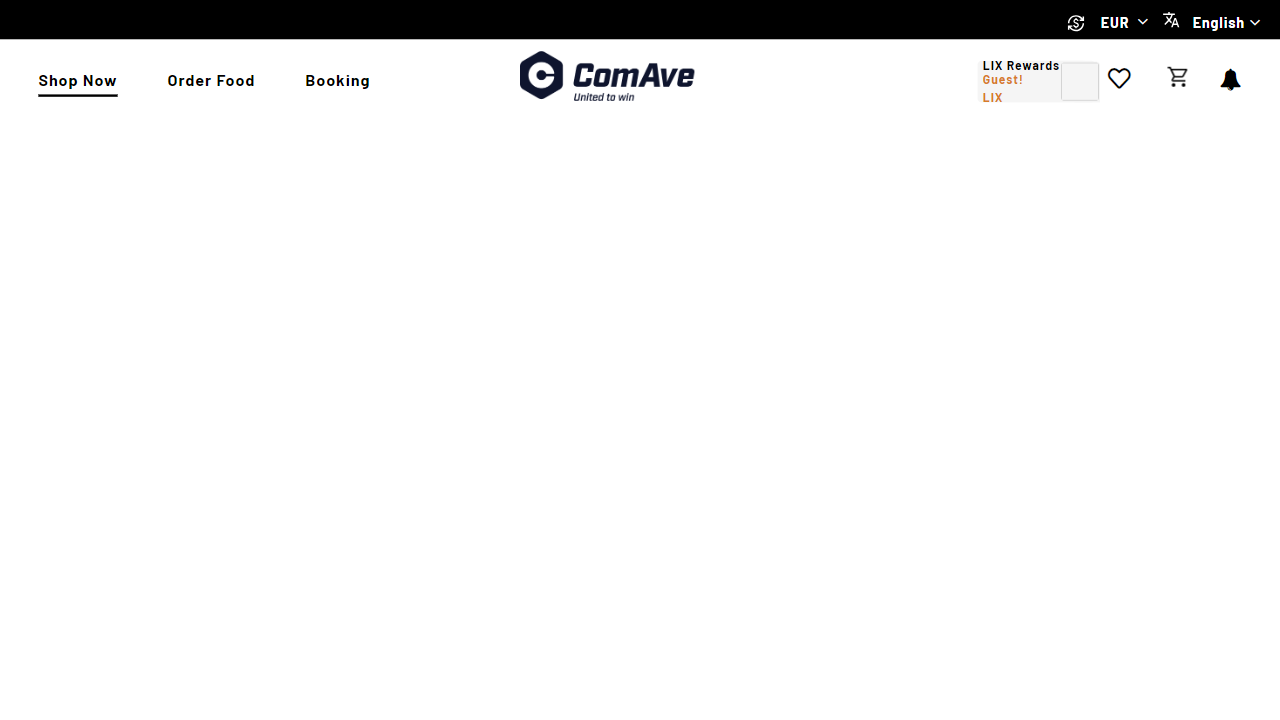 EUR
English
Shop Now
Order Food
Booking
ComAve
United to win
LIX Rewards
Guest!
LIX